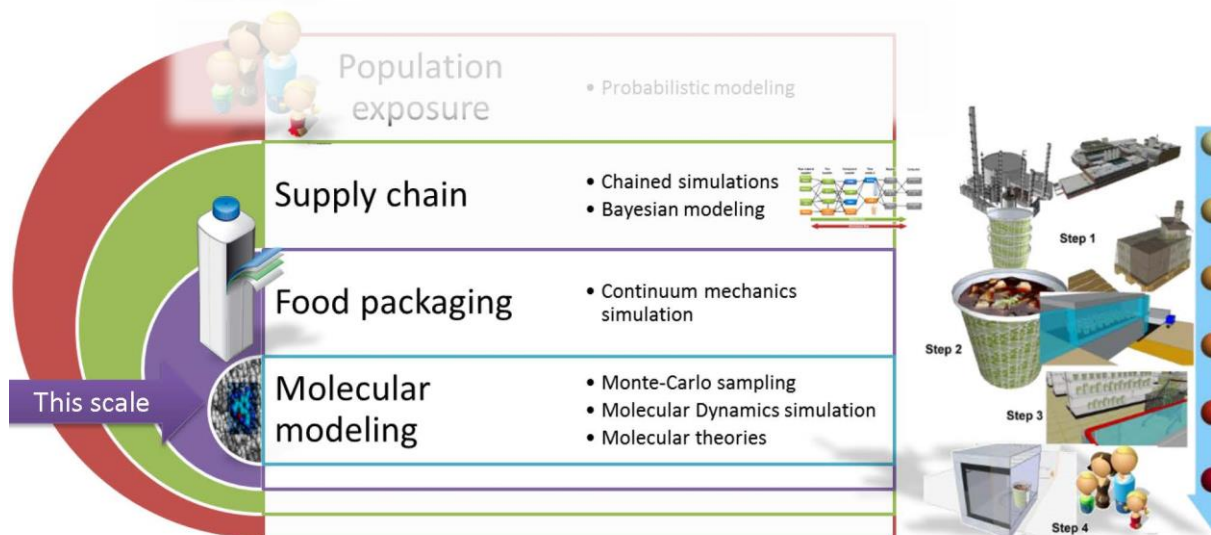 Population
exposure
• Probabilistic modeling
Supply chain
• Chained simulations
• Bayesian modeling
Food packaging
• Continuum mechanics
simulation
This scale
Molecular
modeling
• Monte-Carlo sampling
• Molecular Dynamics simulation
• Molecular theories
Step 1
Step 2
Step 3
Step 4